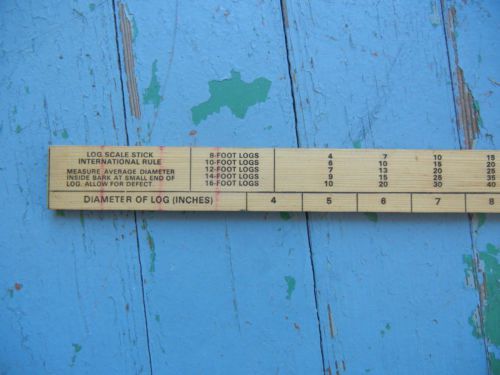 LOG SCALE STICK
INTERNATIONAL RULE
MEASURE AVERAGE DIAMETER
INSIDE BARK AT SMALL END OF
LOG. ALLOW FOR DEFECT.
8-FOOT LOGS 4 7 10 15
10-FOOT LOGS 6 10 15 20
12-FOOT LOGS 7 13 20 25
14-FOOT LOGS 9 15 25 35
16-FOOT LOGS 10 20 30 40
DIAMETER OF LOG (INCHES) 4 5 6 7 8